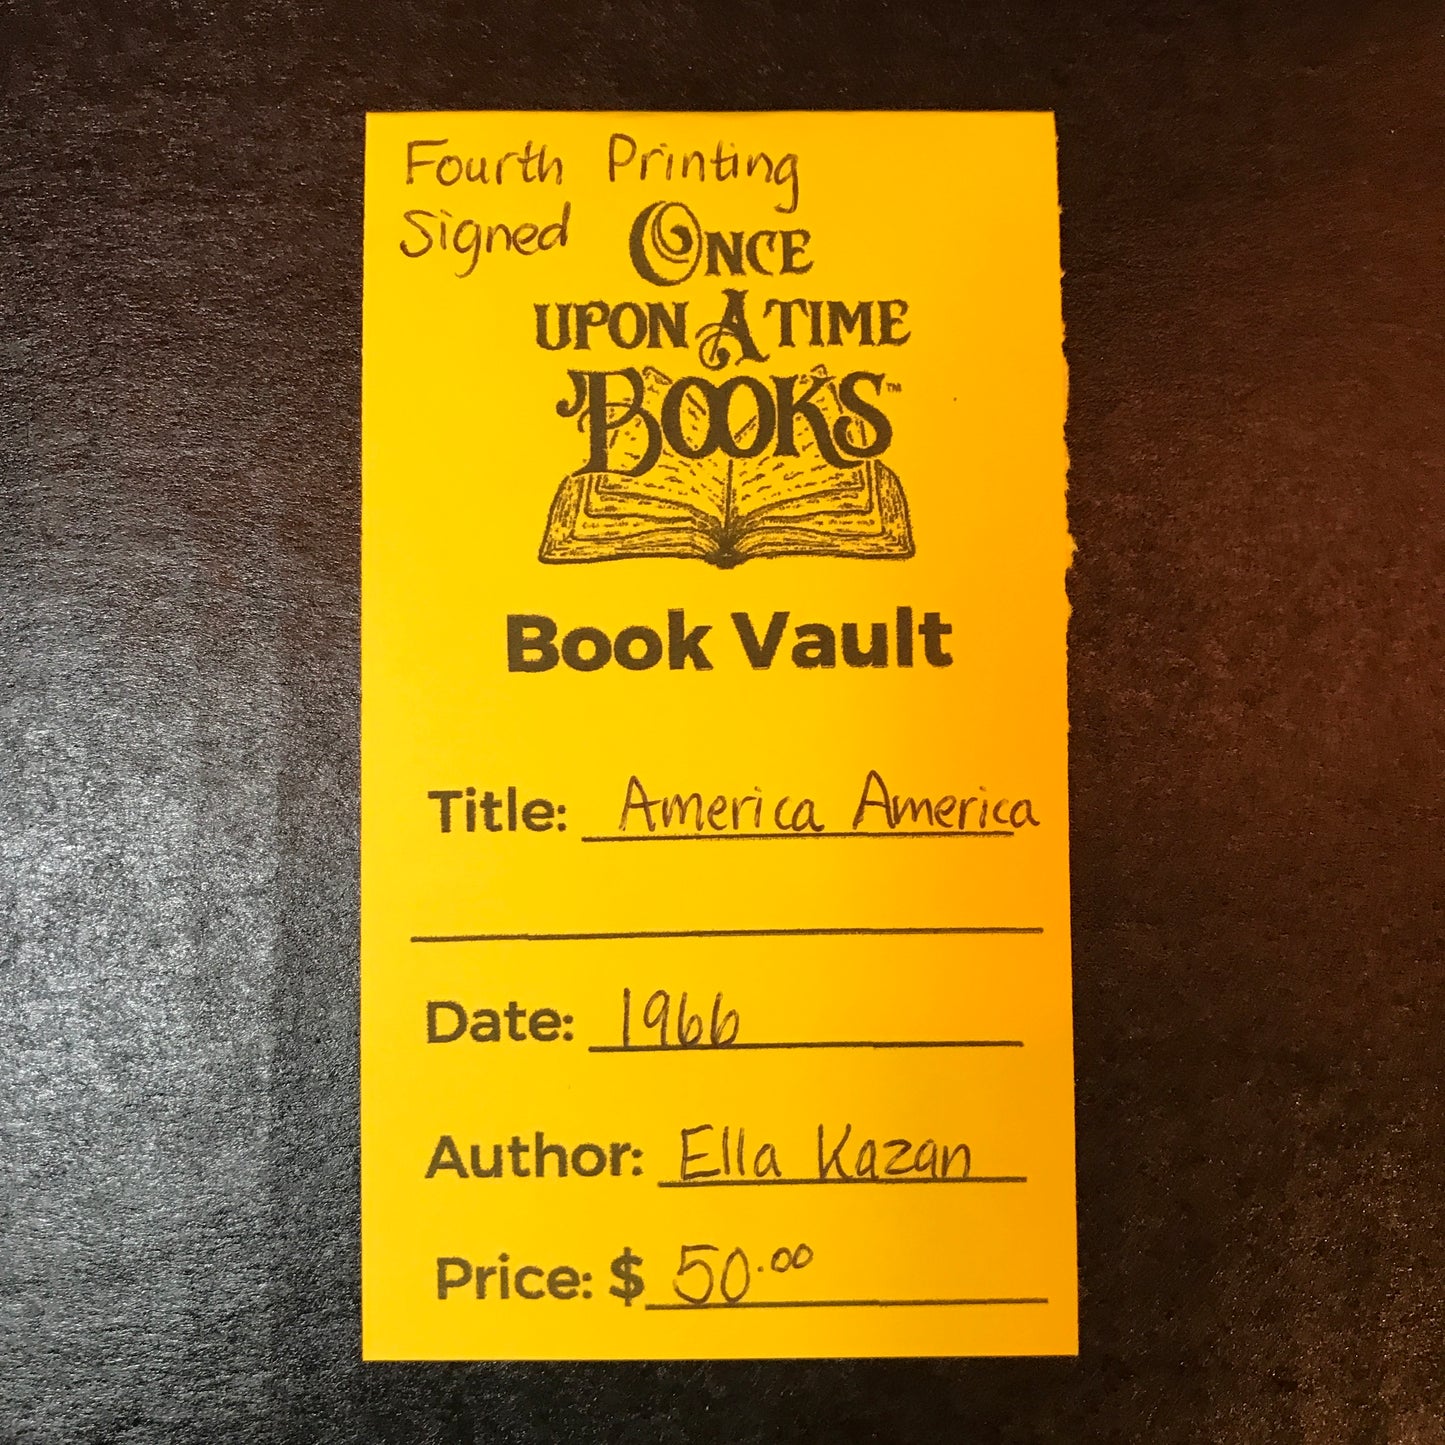 Fourth Printing
Signed
ONCE
UPON A TIME
BOOKS™
Book Vault
Title: America America
Date: 1966
Author: Ella Kazan
Price: $ 50.00